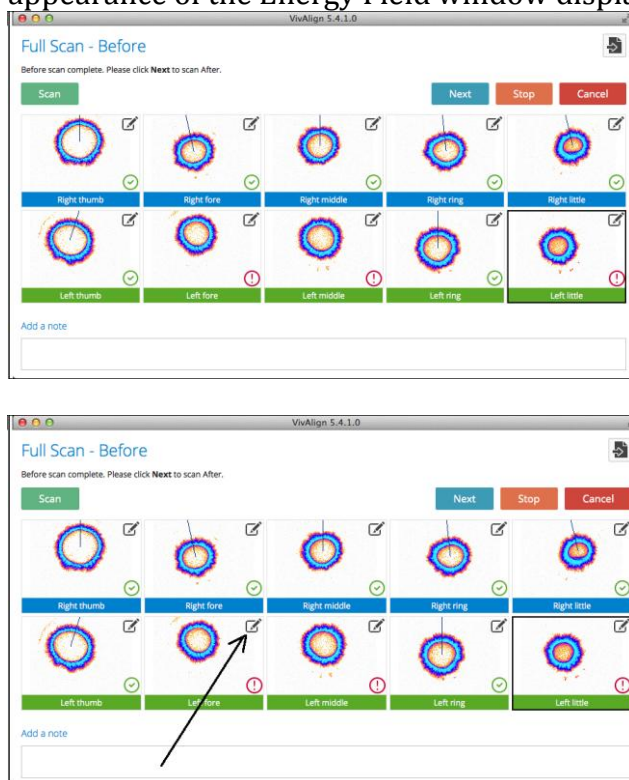 appearance of the Energy Field window displa
VivAlign 5.4.1.0
Full Scan - Before
Before scan complete. Please click Next to scan After.
Scan Next Stop Cancel
Right thumb Right fore Right middle Right ring Right little
Left thumb Left fore Left middle Left ring Left little
Add a note
VivAlign 5.4.1.0
Full Scan - Before
Before scan complete. Please click Next to scan After.
Scan Next Stop Cancel
Right thumb Right fore Right middle Right ring Right little
Left thumb Left fore Left middle Left ring Left little
Add a note